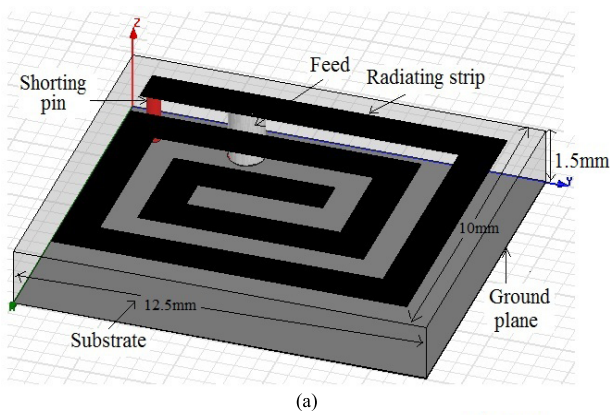 Z
Feed
Shorting
pin
Radiating strip
1.5mm
Y
10mm
12.5mm
Ground
plane
Substrate
(a)